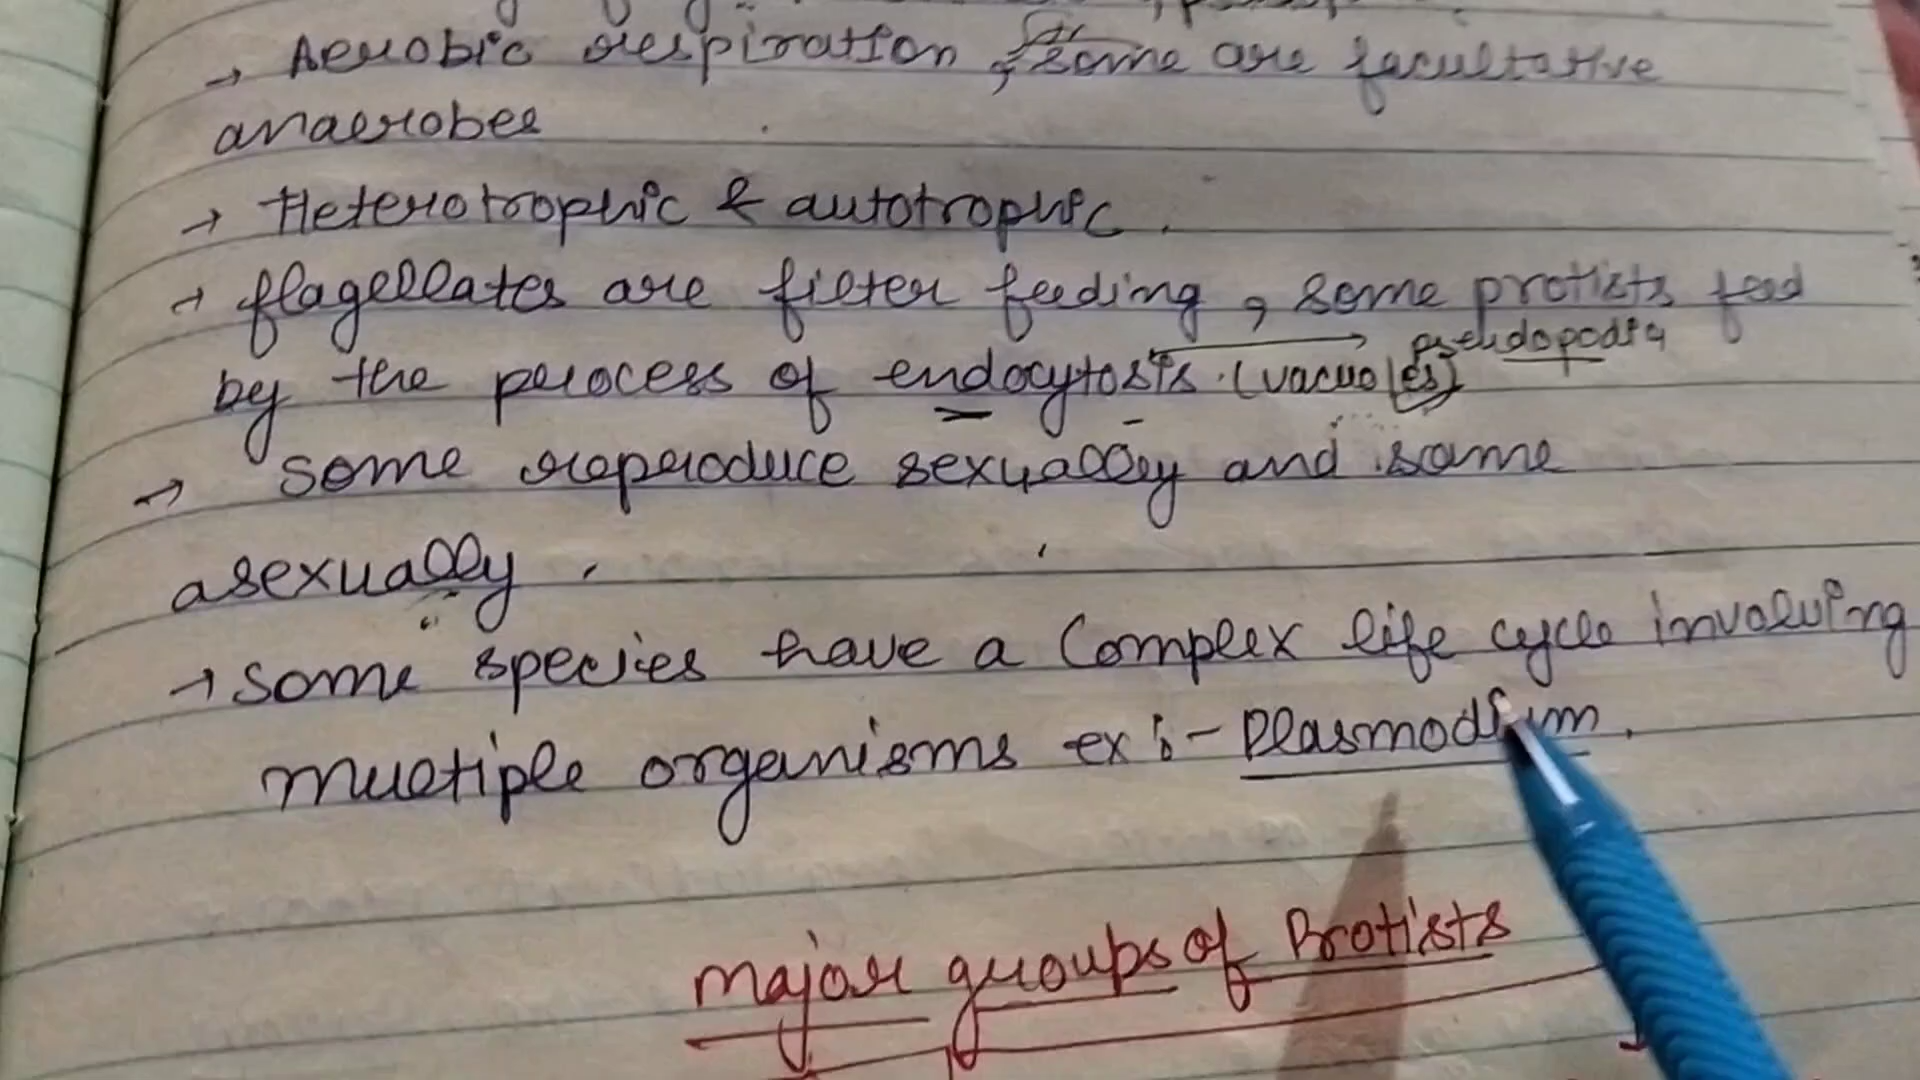 → Aerobic respiration, some are facultative
anaerobes
→ Heterotrophic & autotrophic.
→ flagellates are filter feeding, some protists feed
pseudopodia
by the process of endocytosis. (vacuoles)
→ some reproduce sexually and some
asexually.
→ some species have a complex life cycle involving
multiple organisms ex:- Plasmodium.
major groups of Protists